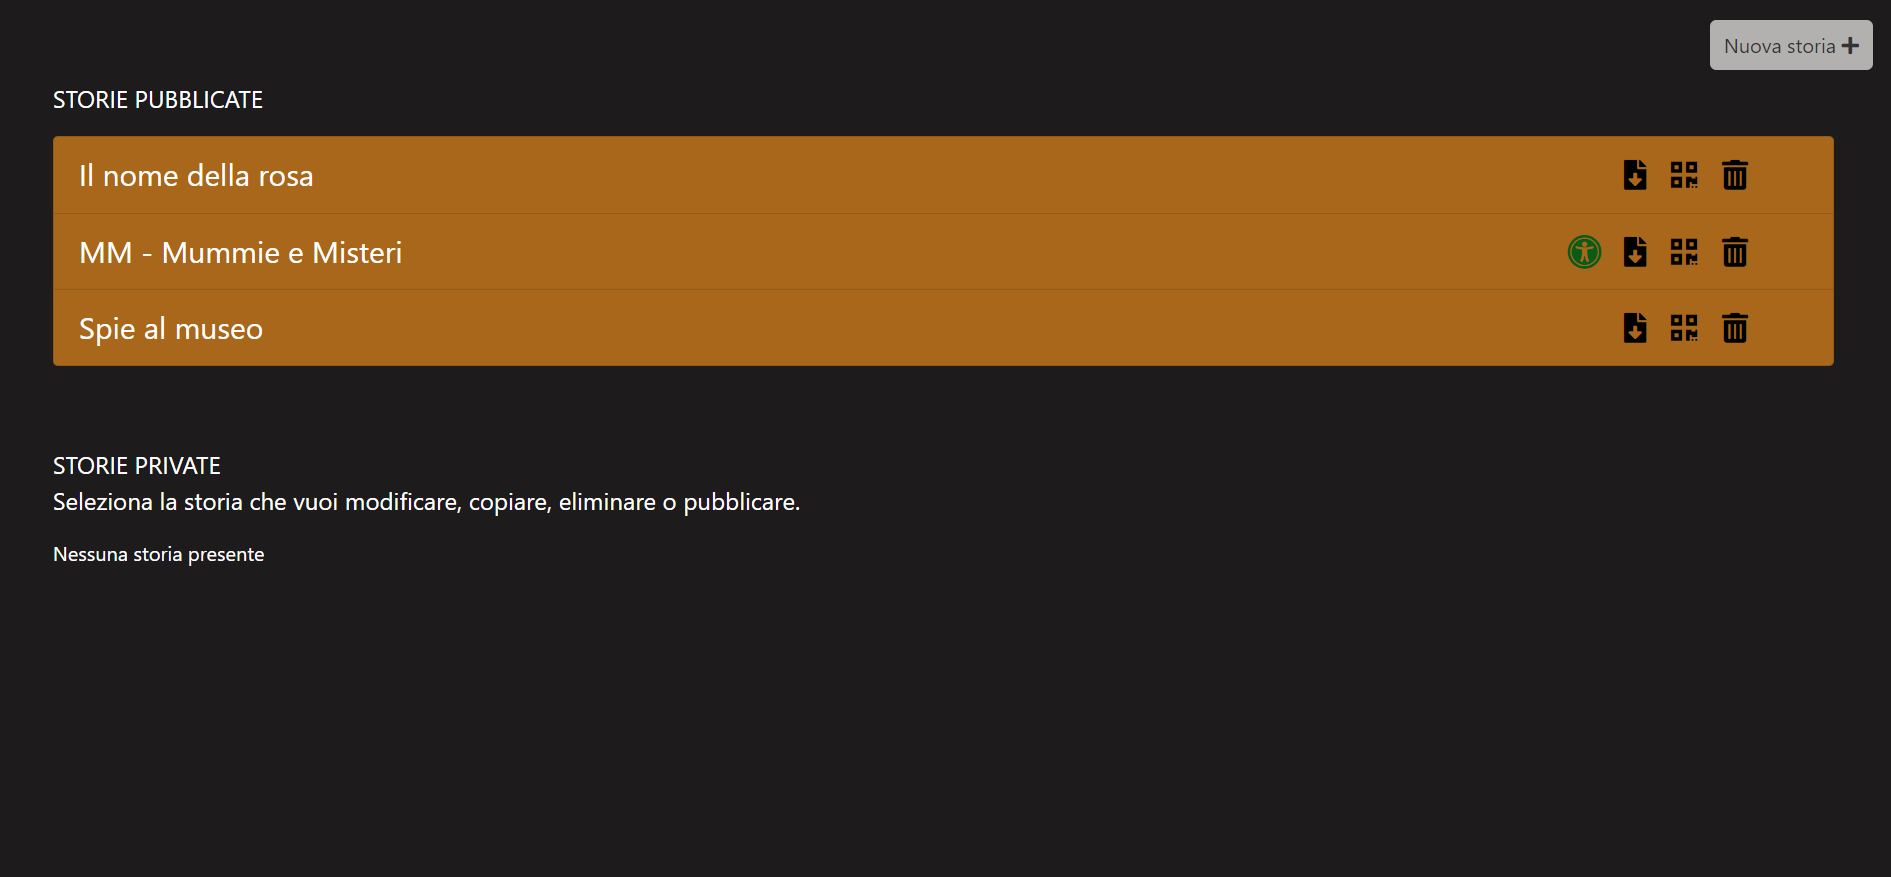 Nuova storia
STORIE PUBBLICATE
Il nome della rosa
MM - Mummie e Misteri
Spie al museo
STORIE PRIVATE
Seleziona la storia che vuoi modificare, copiare, eliminare o pubblicare.
Nessuna storia presente